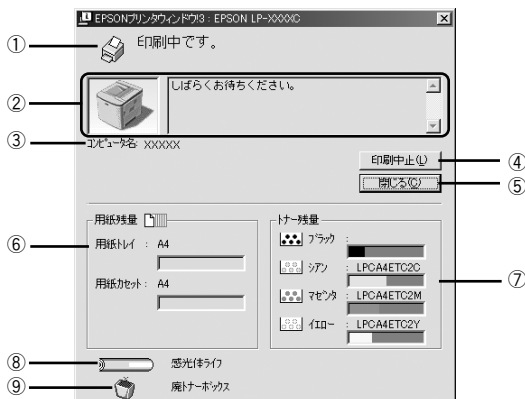 EPSONプリンタウィンドウ!3 : EPSON LP-XXXXC
① 印刷中です。
② しばらくお待ちください。
③ コンピュータ名: XXXXX
印刷中止(L) ④
閉じる(C) ⑤
用紙残量
⑥ 用紙トレイ : A4
用紙カセット: A4
トナー残量
ブラック :
シアン : LPCA4ETC2C
⑦
マゼンタ : LPCA4ETC2M
イエロー : LPCA4ETC2Y
⑧ 感光体ライフ
⑨ 廃トナーボックス